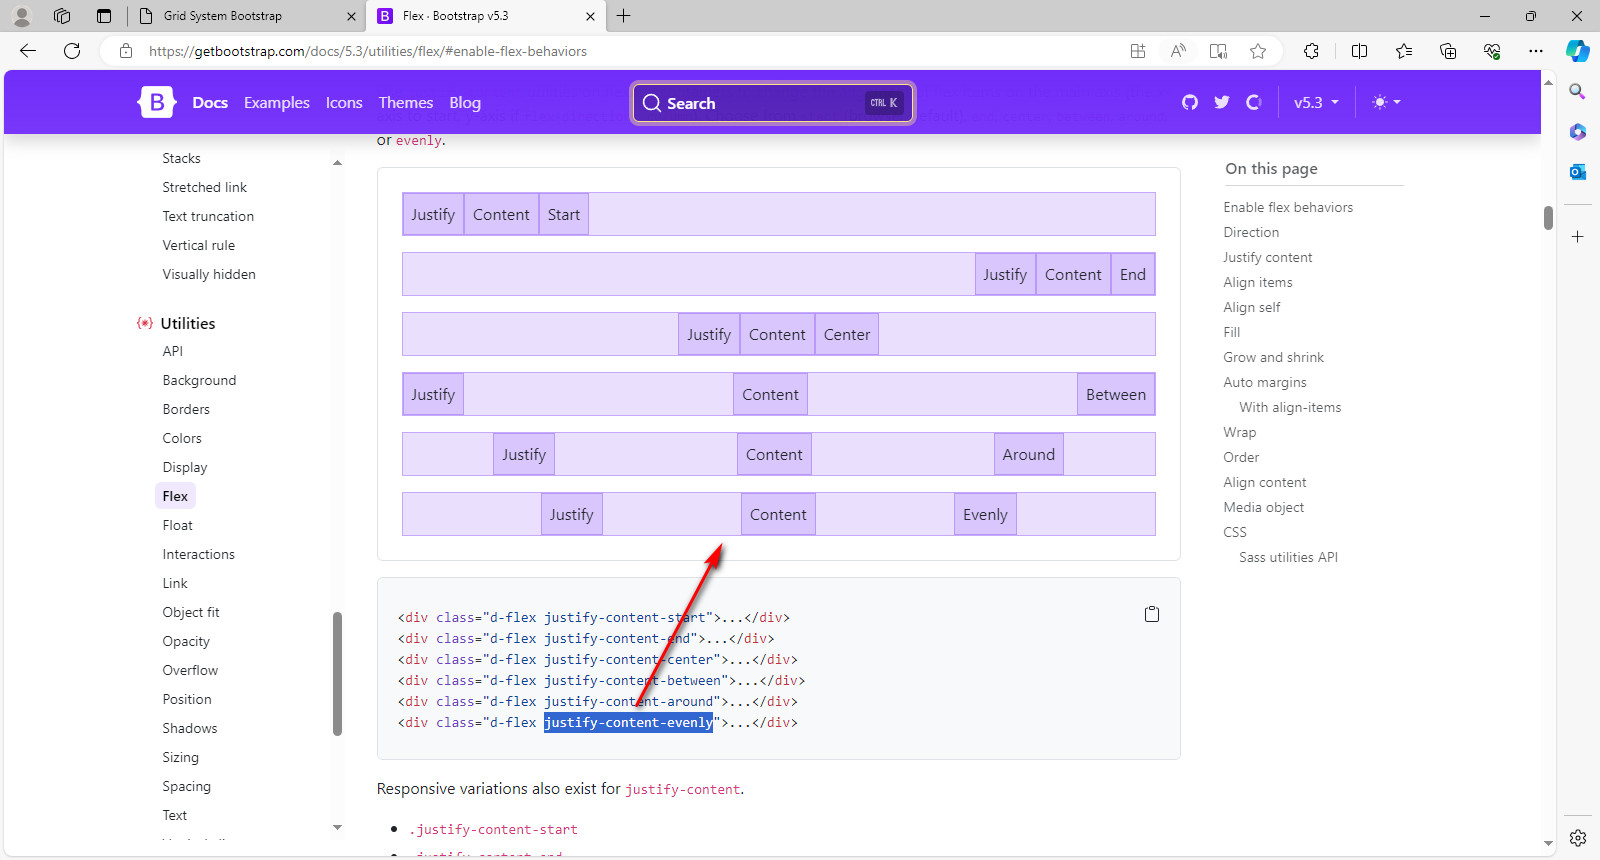 Grid System Bootstrap
Flex · Bootstrap v5.3
https://getbootstrap.com/docs/5.3/utilities/flex/#enable-flex-behaviors
B Docs Examples Icons Themes Blog
Search CTRL K
v5.3
or evenly.
Stacks
Stretched link
Text truncation
Vertical rule
Visually hidden
Utilities
API
Background
Borders
Colors
Display
Flex
Float
Interactions
Link
Object fit
Opacity
Overflow
Position
Shadows
Sizing
Spacing
Text
Justify Content Start
Justify Content End
Justify Content Center
Justify Content Between
Justify Content Around
Justify Content Evenly
<div class="d-flex justify-content-start">...</div>
<div class="d-flex justify-content-end">...</div>
<div class="d-flex justify-content-center">...</div>
<div class="d-flex justify-content-between">...</div>
<div class="d-flex justify-content-around">...</div>
<div class="d-flex justify-content-evenly">...</div>
Responsive variations also exist for justify-content.
.justify-content-start
On this page
Enable flex behaviors
Direction
Justify content
Align items
Align self
Fill
Grow and shrink
Auto margins
With align-items
Wrap
Order
Align content
Media object
CSS
Sass utilities API